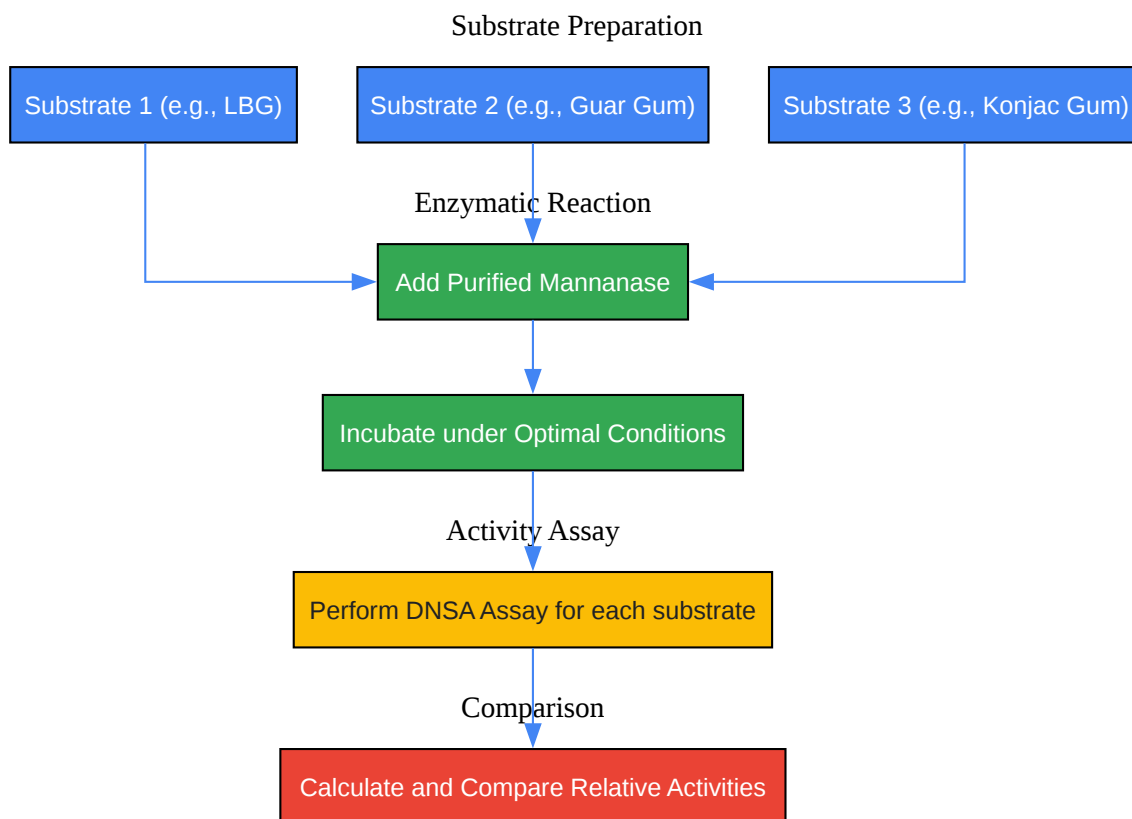 Substrate Preparation
Substrate 1 (e.g., LBG)
Substrate 2 (e.g., Guar Gum)
Substrate 3 (e.g., Konjac Gum)
Enzymatic Reaction
Add Purified Mannanase
Incubate under Optimal Conditions
Activity Assay
Perform DNSA Assay for each substrate
Comparison
Calculate and Compare Relative Activities